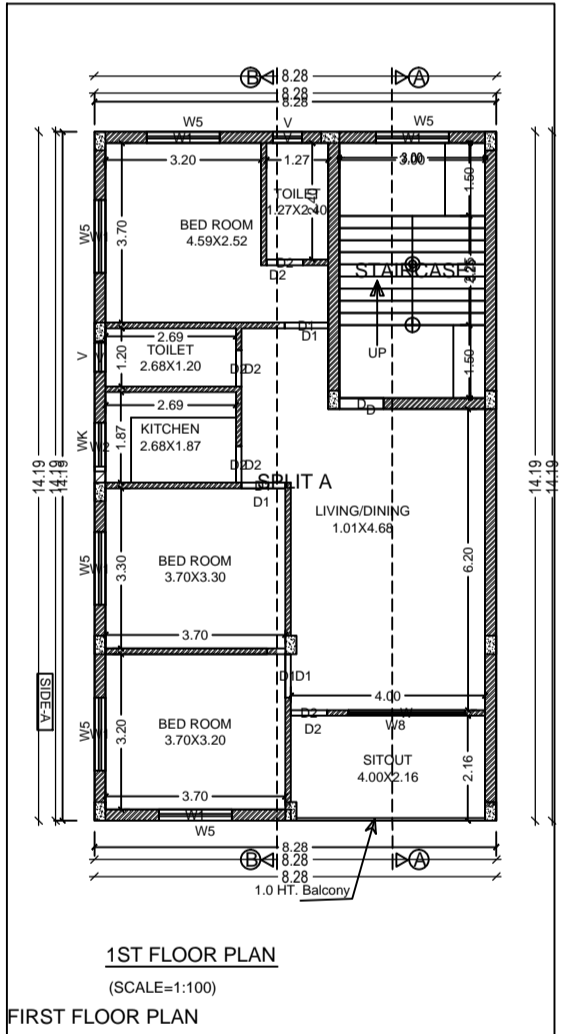 B 8.28 A
8.28
8.28
W5 V W5
W1 V W1
3.20 1.27 3.00
TOILET
1.27X2.40
2.40
1.50
BED ROOM
4.59X2.52
3.70
W5
W1
D2
D2
STAIRCASE
UP
1.50
D1
D1
2.69
TOILET
2.68X1.20
1.20
V
V
D2 D2
D
D
2.69
KITCHEN
2.68X1.87
1.87
WK
W2
D2 D2
D1
D1
SPLIT A
LIVING/DINING
1.01X4.68
14.19
14.19
14.19
14.19
14.19
6.20
BED ROOM
3.70X3.30
3.30
W5
W1
3.70
D1 D1
4.00
D2
D2
W
W8
SIDE-A
BED ROOM
3.70X3.20
3.20
W5
W1
SITOUT
4.00X2.16
2.16
3.70
W1
W5
8.28
B 8.28 A
8.28
1.0 HT. Balcony
1ST FLOOR PLAN
(SCALE=1:100)
FIRST FLOOR PLAN